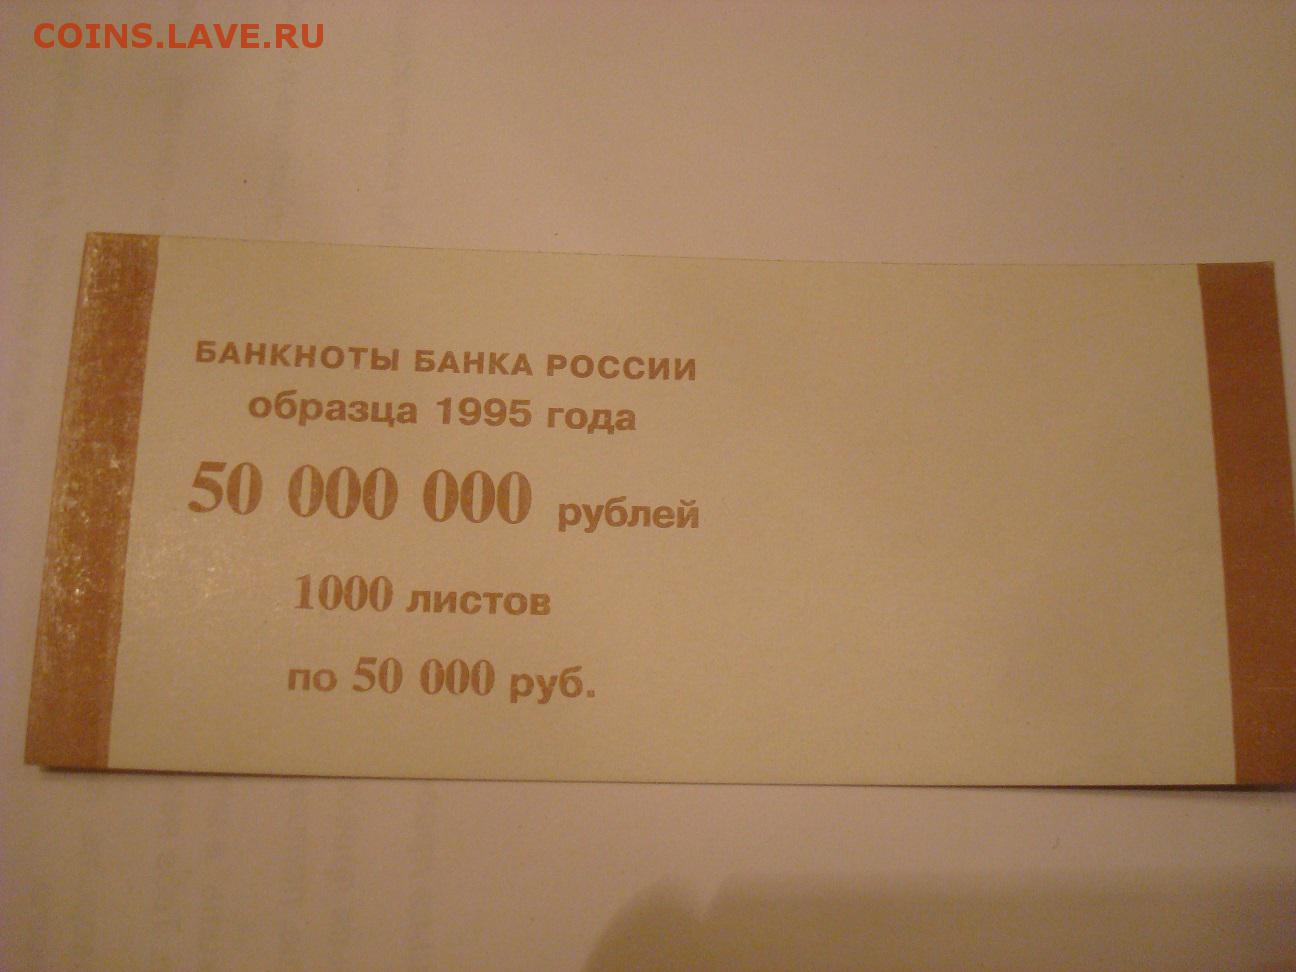 COINS.LAVE.RU
БАНКНОТЫ БАНКА РОССИИ
образца 1995 года
50 000 000 рублей
1000 листов
по 50 000 руб.